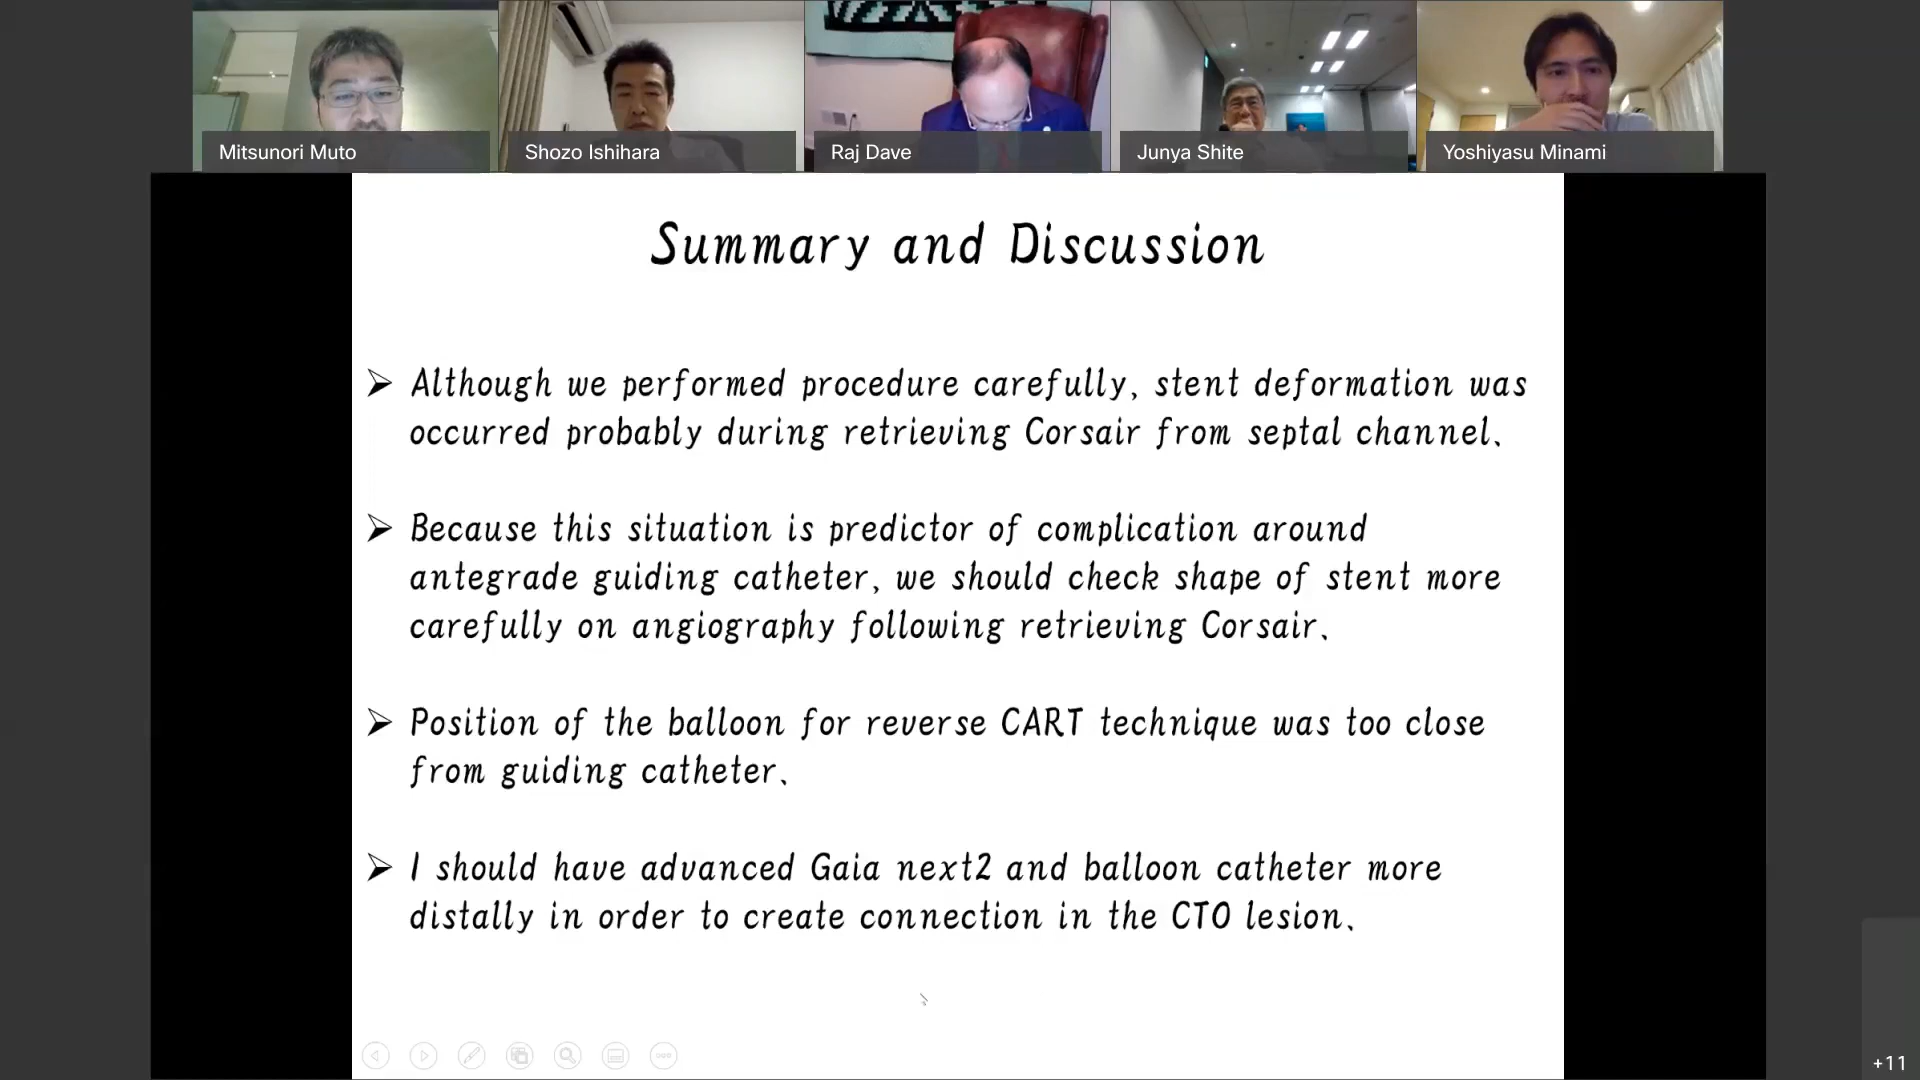 Mitsunori Muto
Shozo Ishihara
Raj Dave
Junya Shite
Yoshiyasu Minami
Summary and Discussion
Although we performed procedure carefully, stent deformation was
occurred probably during retrieving Corsair from septal channel.
Because this situation is predictor of complication around
antegrade guiding catheter, we should check shape of stent more
carefully on angiography following retrieving Corsair.
Position of the balloon for reverse CART technique was too close
from guiding catheter.
I should have advanced Gaia next2 and balloon catheter more
distally in order to create connection in the CTO lesion.
+11